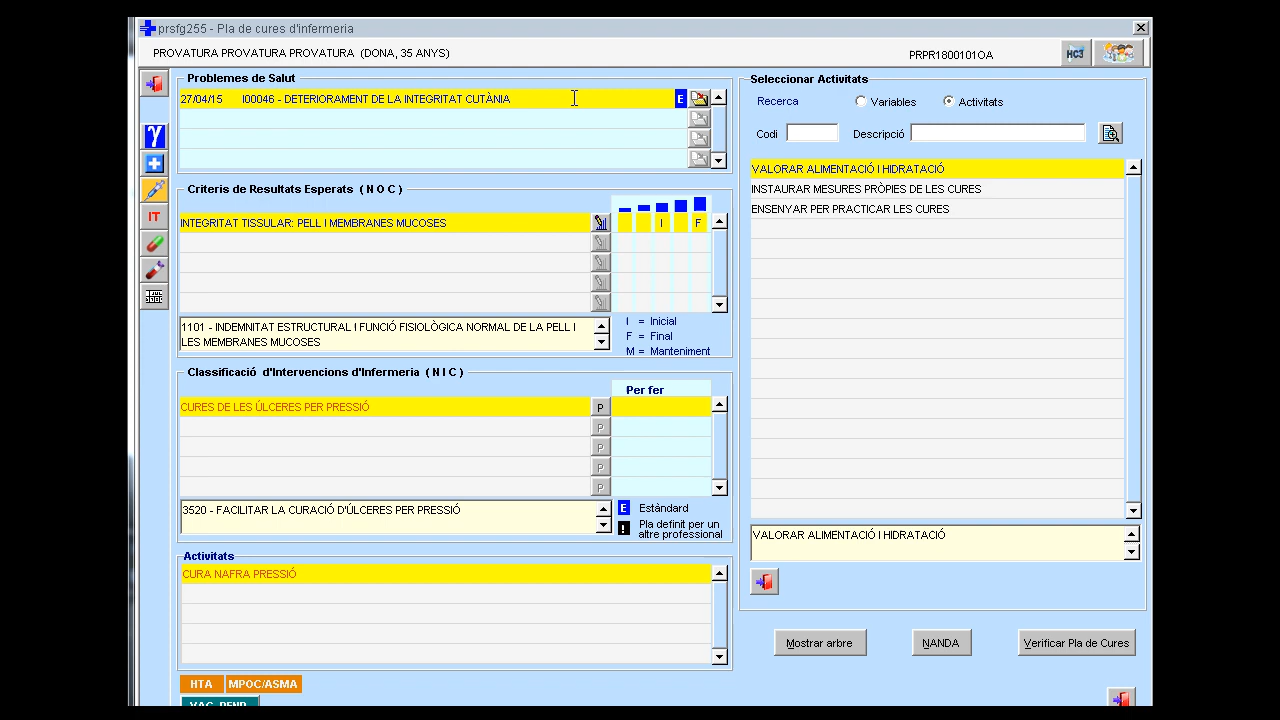 prsfg255 - Pla de cures d'infermeria
PROVATURA PROVATURA PROVATURA (DONA, 35 ANYS)
PRPR1800101OA
HC3
Problemes de Salut
27/04/15 I00046 - DETERIORAMENT DE LA INTEGRITAT CUTÀNIA
E
Criteris de Resultats Esperats ( N O C )
INTEGRITAT TISSULAR: PELL I MEMBRANES MUCOSES
I F
1101 - INDEMNITAT ESTRUCTURAL I FUNCIÓ FISIOLÒGICA NORMAL DE LA PELL I
LES MEMBRANES MUCOSES
I = Inicial
F = Final
M = Manteniment
Classificació d'Intervencions d'Infermeria ( N I C )
Per fer
CURES DE LES ÚLCERES PER PRESSIÓ
P
P
P
P
P
3520 - FACILITAR LA CURACIÓ D'ÚLCERES PER PRESSIÓ
E Estàndard
! Pla definit per un
altre professional
Activitats
CURA NAFRA PRESSIÓ
HTA
MPOC/ASMA
Seleccionar Activitats
Recerca
Variables
Activitats
Codi
Descripció
VALORAR ALIMENTACIÓ I HIDRATACIÓ
INSTAURAR MESURES PRÒPIES DE LES CURES
ENSENYAR PER PRACTICAR LES CURES
VALORAR ALIMENTACIÓ I HIDRATACIÓ
Mostrar arbre
NANDA
Verificar Pla de Cures
γ
IT